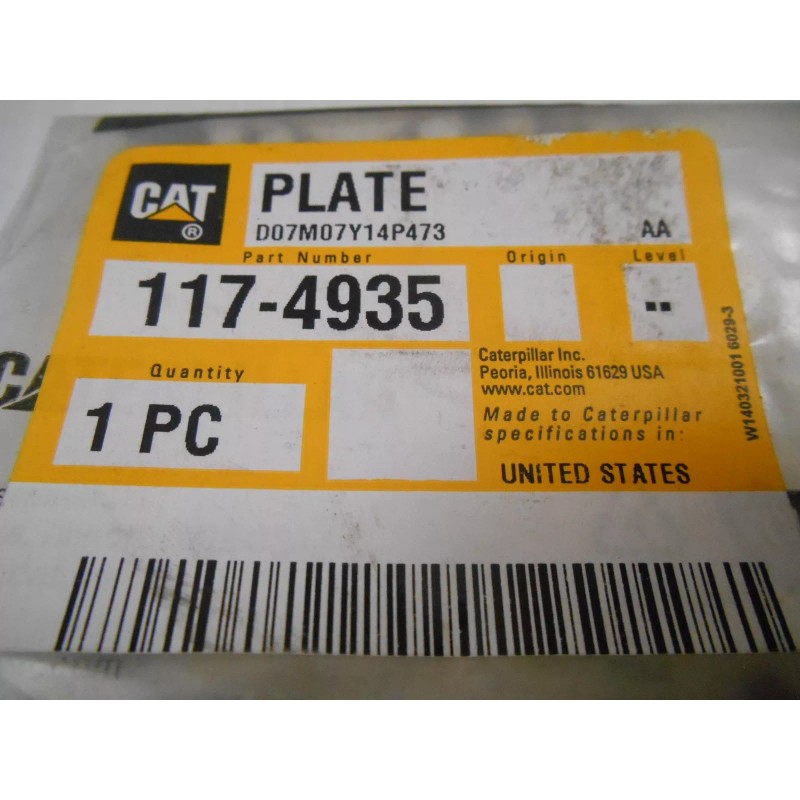 CAT ®
PLATE
D07M07Y14P473 AA
Part Number Origin Level
117-4935 --
Quantity
1 PC
Caterpillar Inc.
Peoria, Illinois 61629 USA
www.cat.com
Made to Caterpillar
specifications in:
UNITED STATES
W140321001 6029-3
CA